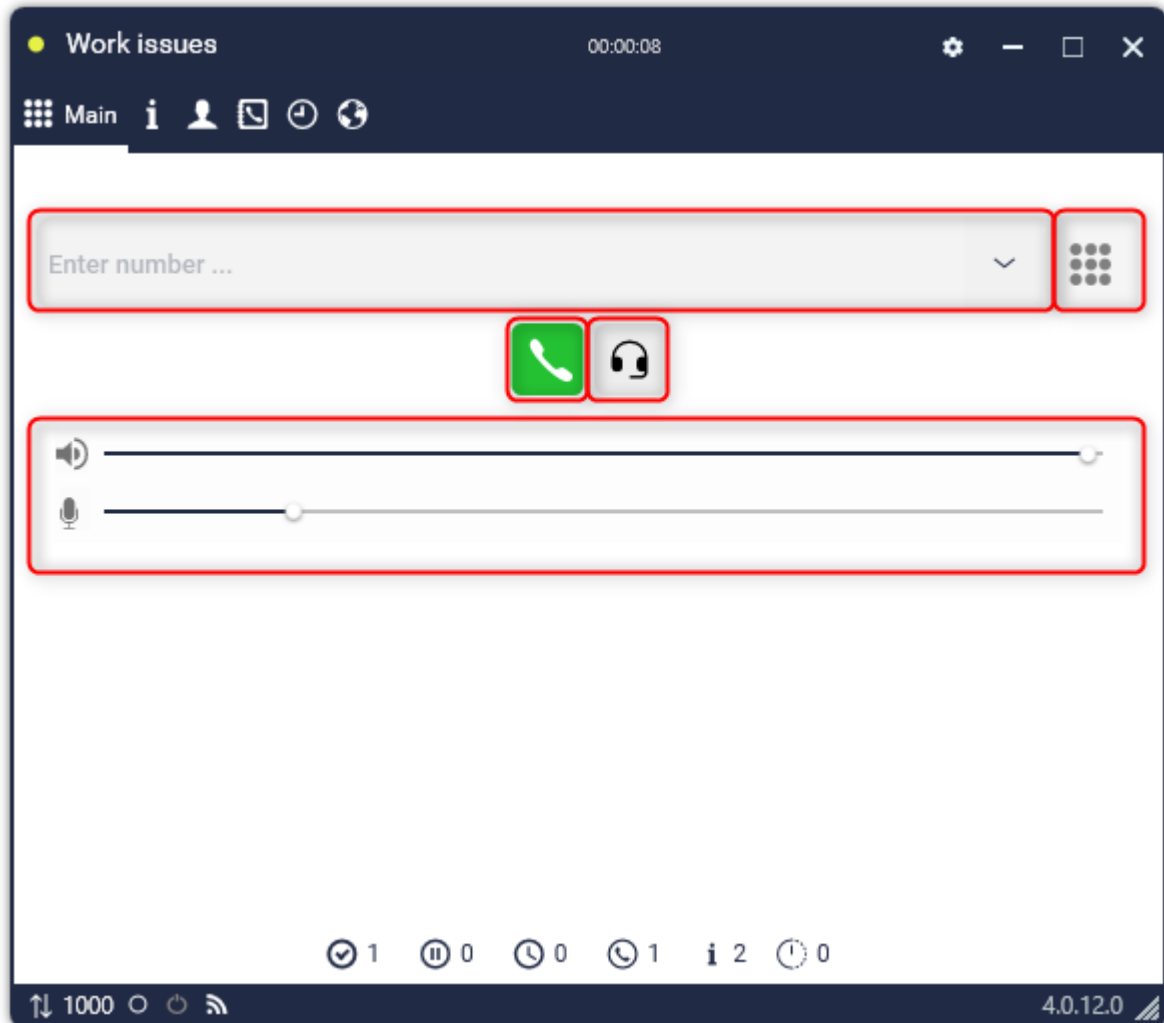 Work issues 00:00:08
Main
Enter number ...
1 0 0 1 2 0
1000 4.0.12.0